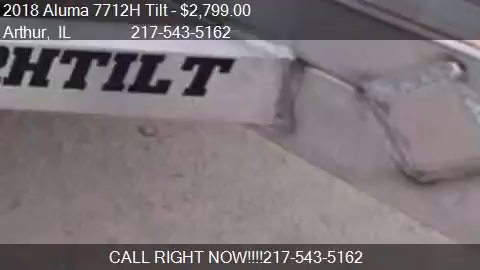 2018 Aluma 7712H Tilt - $2,799.00
Arthur, IL 217-543-5162
HTILT
CALL RIGHT NOW!!!!217-543-5162